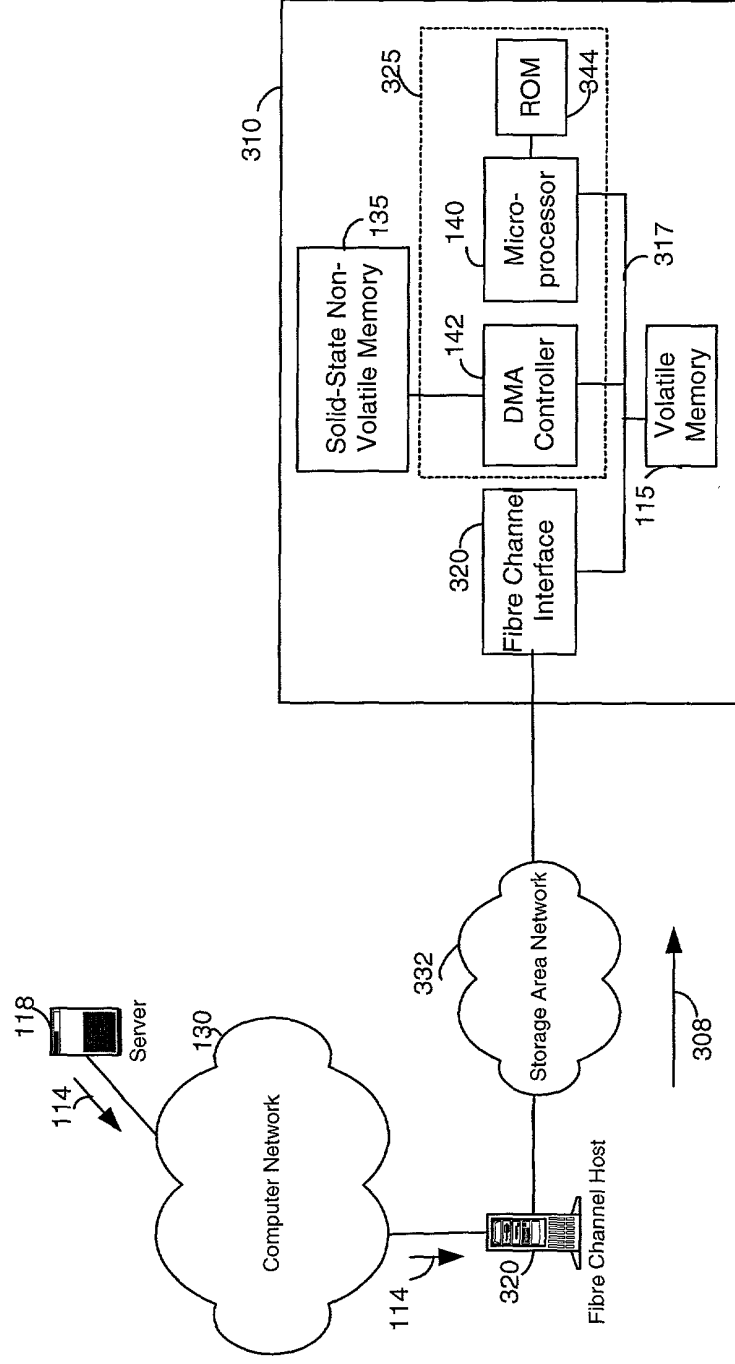 310
325
Solid-State Non-
Volatile Memory
135
320
Fibre Channel
Interface
142
DMA
Controller
140
Micro-
processor
ROM
344
317
115
Volatile
Memory
118
Server
114
130
Computer Network
114
320
Fibre Channel Host
332
Storage Area Network
308